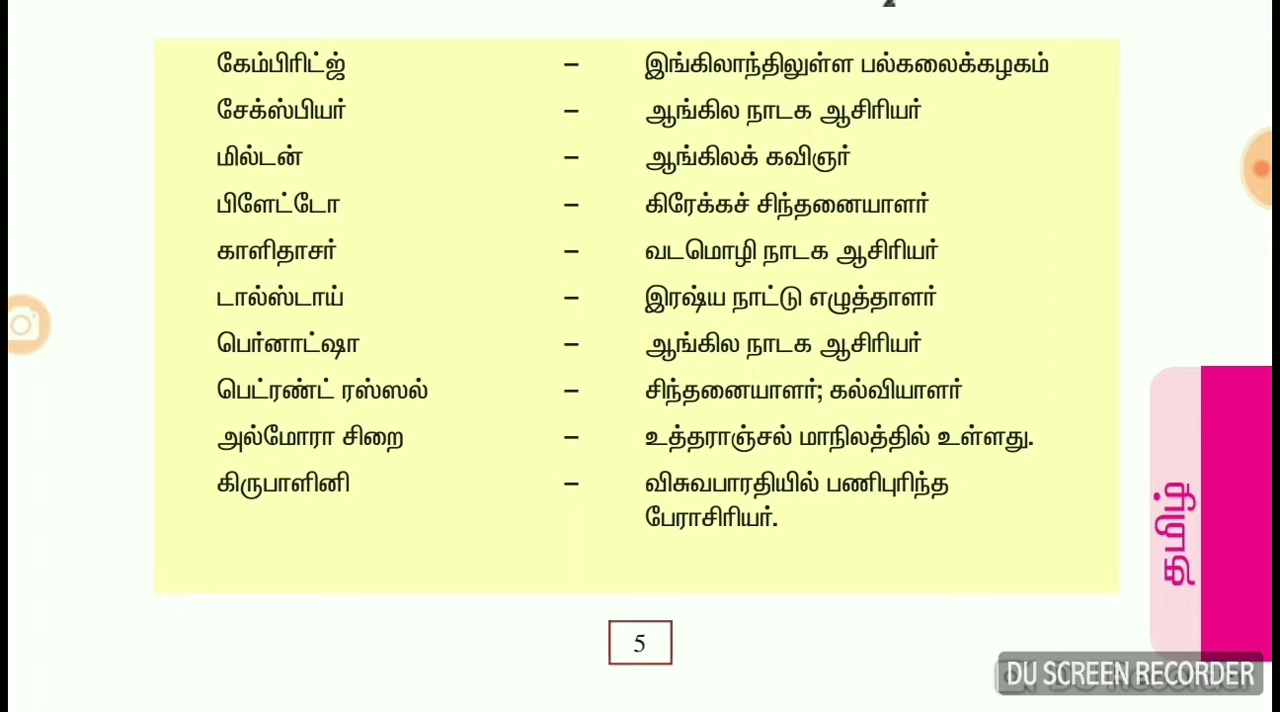 கேம்பிரிட்ஜ் – இங்கிலாந்திலுள்ள பல்கலைக்கழகம்
சேக்ஸ்பியர் – ஆங்கில நாடக ஆசிரியர்
மில்டன் – ஆங்கிலக் கவிஞர்
பிளேட்டோ – கிரேக்கச் சிந்தனையாளர்
காளிதாசர் – வடமொழி நாடக ஆசிரியர்
டால்ஸ்டாய் – இரஷ்ய நாட்டு எழுத்தாளர்
பெர்னாட்ஷா – ஆங்கில நாடக ஆசிரியர்
பெட்ரண்ட் ரஸ்ஸல் – சிந்தனையாளர்; கல்வியாளர்
அல்மோரா சிறை – உத்தராஞ்சல் மாநிலத்தில் உள்ளது.
கிருபாளினி – விசுவபாரதியில் பணிபுரிந்த
பேராசிரியர்.
தமிழ்
5
DU SCREEN RECORDER